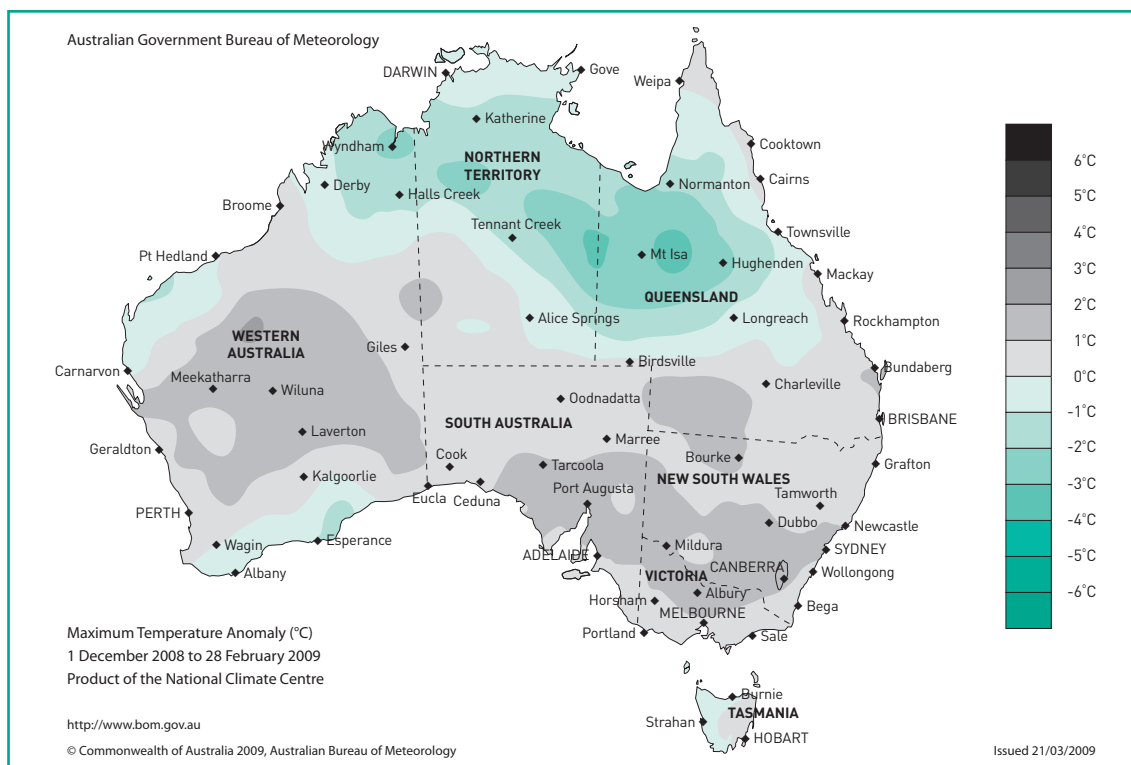 Australian Government Bureau of Meteorology
DARWIN
Gove
Weipa
Katherine
Wyndham
NORTHERN
TERRITORY
Cooktown
Derby
Halls Creek
Normanton
Cairns
Broome
Tennant Creek
Townsville
Pt Hedland
Mt Isa
Hughenden
Mackay
QUEENSLAND
Alice Springs
Longreach
Rockhampton
WESTERN
AUSTRALIA
Giles
Birdsville
Carnarvon
Meekatharra
Wiluna
Bundaberg
Charleville
Oodnadatta
SOUTH AUSTRALIA
BRISBANE
Laverton
Marree
Geraldton
Cook
Tarcoola
Bourke
Grafton
Kalgoorlie
NEW SOUTH WALES
Port Augusta
Tamworth
Eucla
Ceduna
PERTH
Dubbo
Newcastle
Wagin
Esperance
Mildura
SYDNEY
ADELAIDE
CANBERRA
Albany
VICTORIA
Wollongong
Albury
Horsham
Bega
MELBOURNE
Portland
Sale
Burnie
TASMANIA
Strahan
HOBART
6°C
5°C
4°C
3°C
2°C
1°C
0°C
-1°C
-2°C
-3°C
-4°C
-5°C
-6°C
Maximum Temperature Anomaly (°C)
1 December 2008 to 28 February 2009
Product of the National Climate Centre
http://www.bom.gov.au
© Commonwealth of Australia 2009, Australian Bureau of Meteorology
Issued 21/03/2009